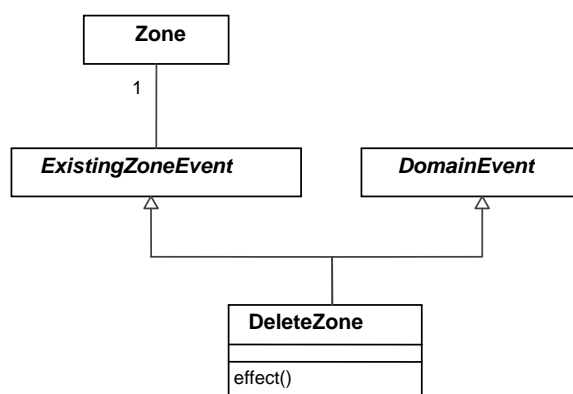 Zone
1
ExistingZoneEvent
DomainEvent
DeleteZone
effect()